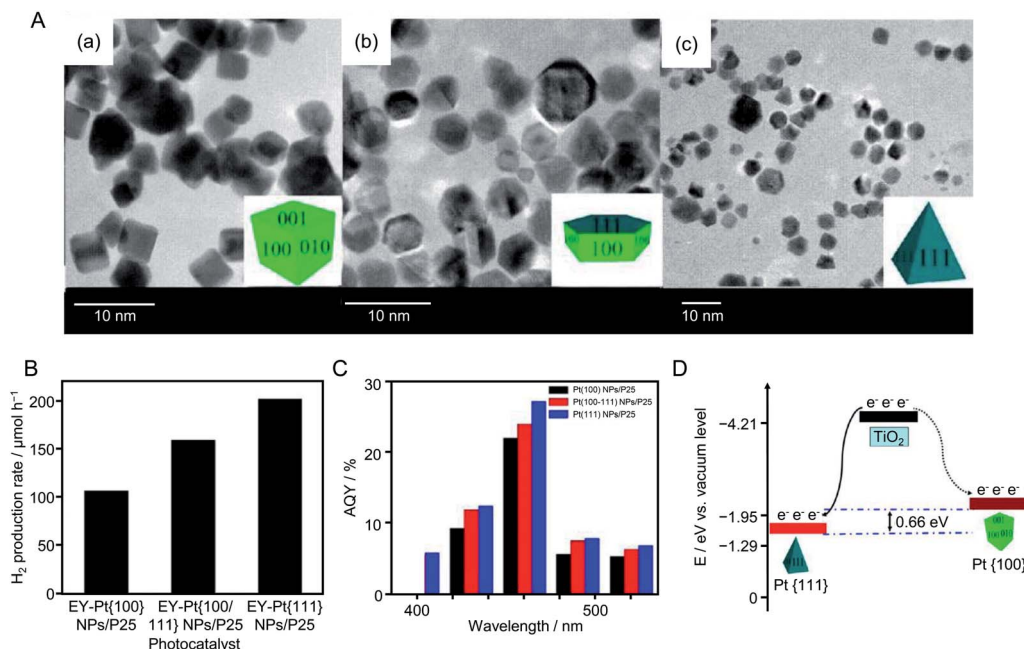 A
(a)
(b)
(c)
001
100 010
111
100
111
10 nm
10 nm
10 nm
B
H₂ production rate / μmol h⁻¹
200
150
100
50
0
EY-Pt{100} NPs/P25
EY-Pt{100/111} NPs/P25
EY-Pt{111} NPs/P25
Photocatalyst
C
AQY / %
30
20
10
0
Pt(100) NPs/P25
Pt(100-111) NPs/P25
Pt(111) NPs/P25
400
500
Wavelength / nm
D
E / eV vs. vacuum level
−4.21
−1.95
−1.29
0
e⁻ e⁻ e⁻
TiO₂
e⁻ e⁻ e⁻
e⁻ e⁻ e⁻
0.66 eV
111
Pt {111}
001
100 010
Pt {100}